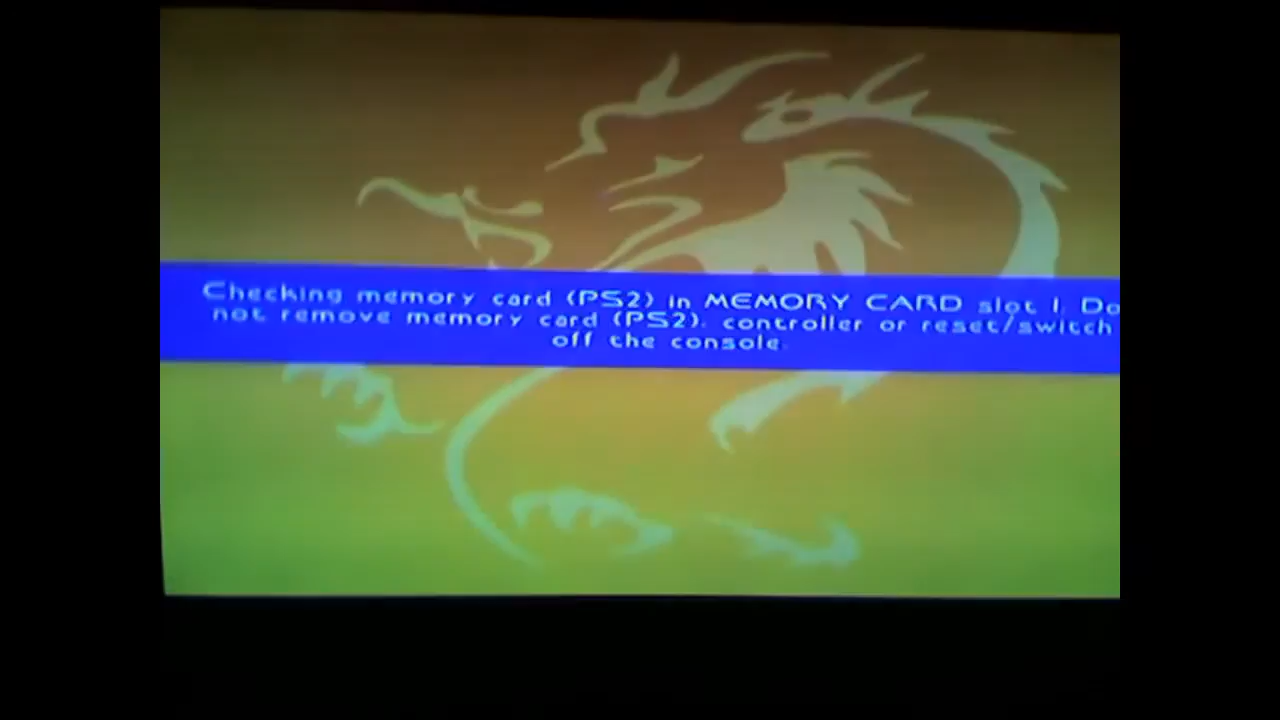 Checking memory card (PS2) in MEMORY CARD slot 1. Do
not remove memory card (PS2), controller or reset/switch
off the console.